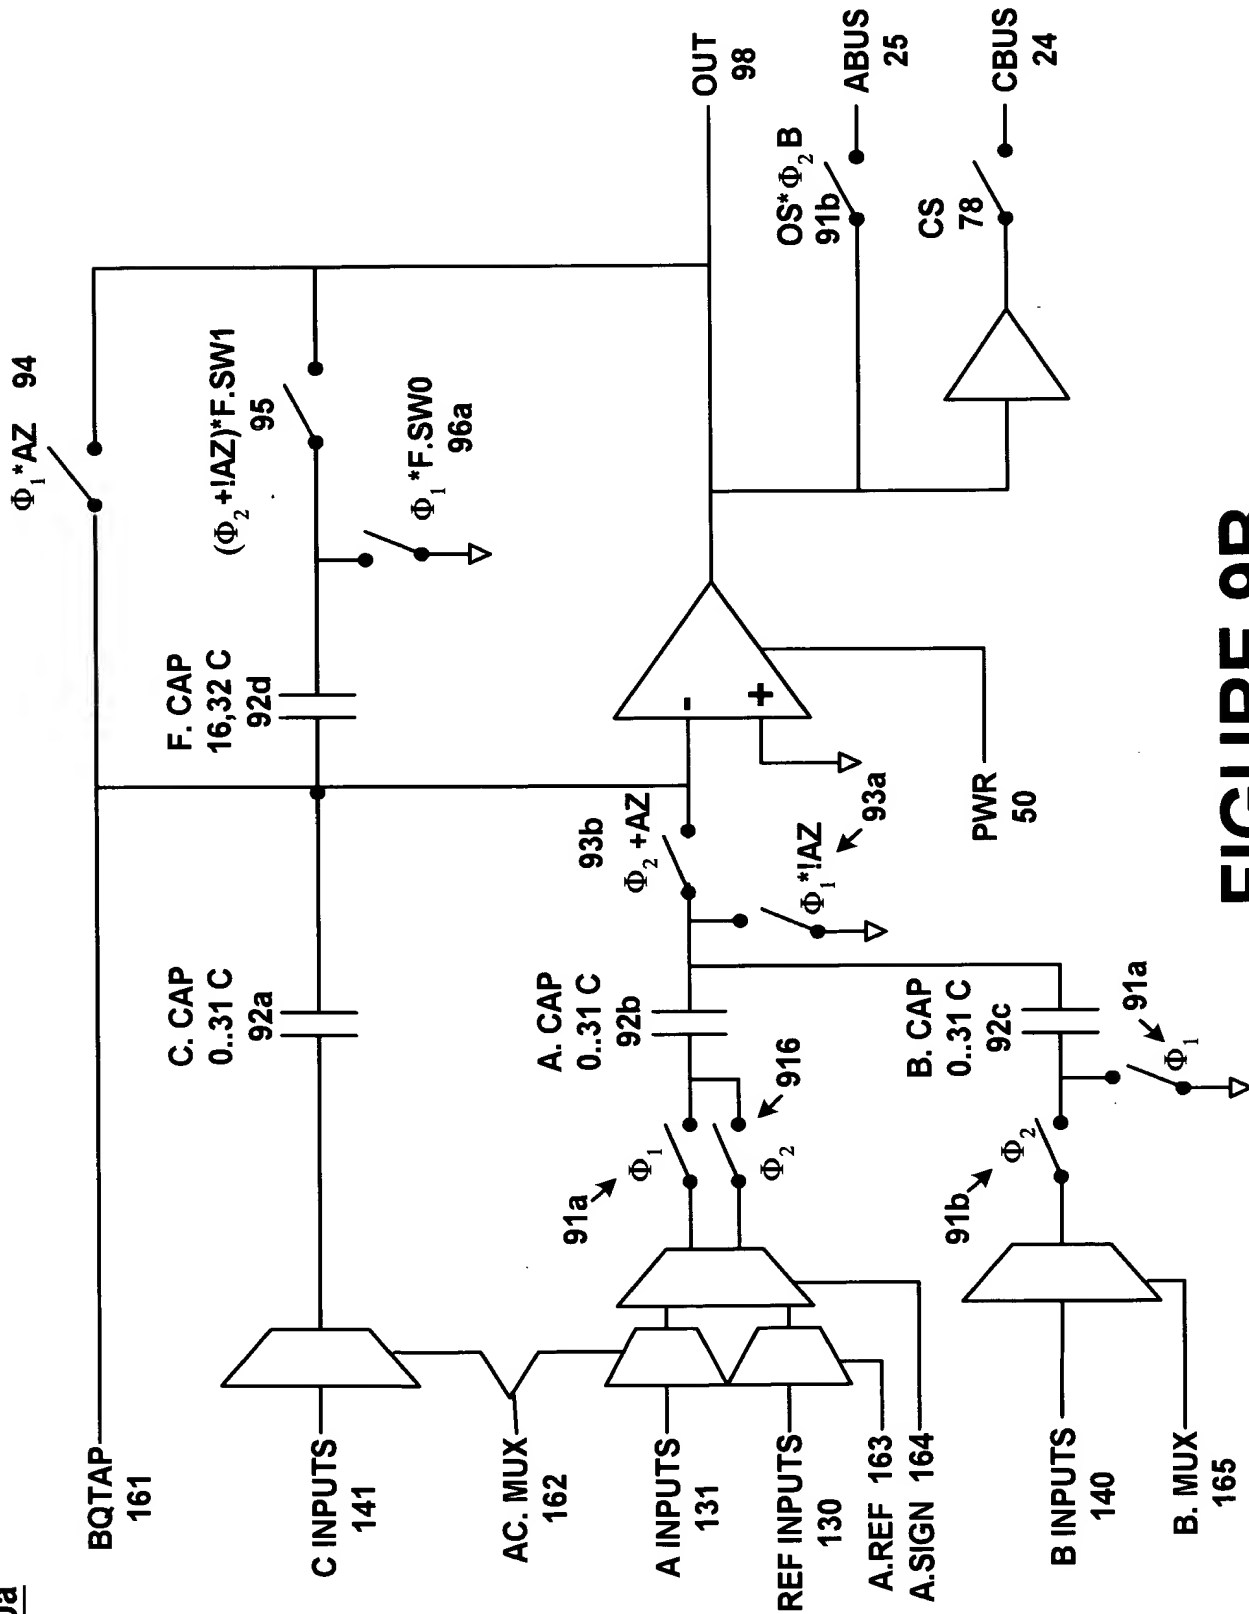 BQTAP
161
C INPUTS
141
AC. MUX
162
A INPUTS
131
REF INPUTS
130
A.REF 163
A.SIGN 164
B INPUTS
140
B. MUX
165
C. CAP
0..31 C
92a
A. CAP
0..31 C
92b
B. CAP
0..31 C
92c
91a
Φ1
Φ2
916
91b
Φ2
91a
Φ1
F. CAP
16,32 C
92d
93b
Φ2 +AZ
Φ1*!AZ
93a
PWR
50
-
+
Φ1*AZ 94
(Φ2 +!AZ)*F.SW1
95
Φ1*F.SW0
96a
OUT
98
OS*Φ2B
91b
ABUS
25
CS
78
CBUS
24
FIGURE 9B